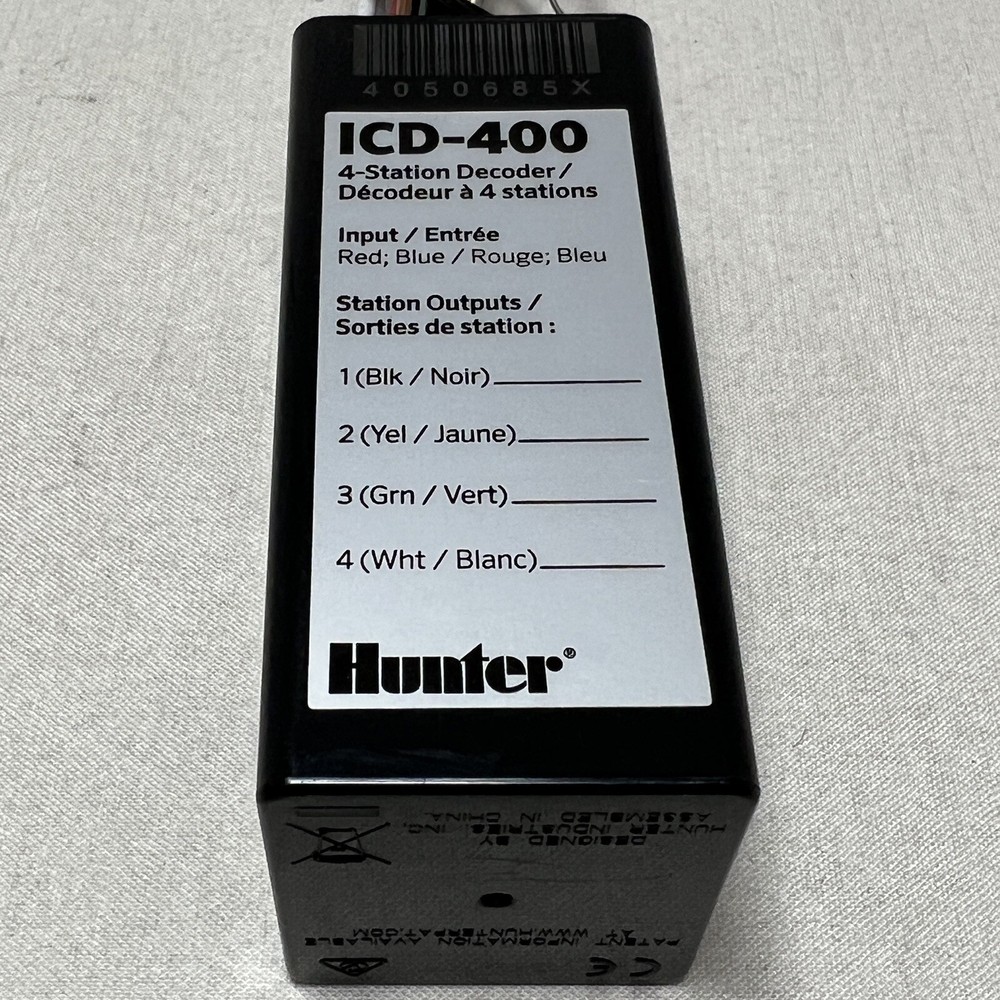 4050685X
ICD-400
4-Station Decoder /
Décodeur à 4 stations
Input / Entrée
Red; Blue / Rouge; Bleu
Station Outputs /
Sorties de station :
1 (Blk / Noir)
2 (Yel / Jaune)
3 (Grn / Vert)
4 (Wht / Blanc)
Hunter®
DESIGNED BY
HUNTER INDUSTRIES, INC.
ASSEMBLED IN CHINA.
PATENT INFORMATION AVAILABLE
AT WWW.HUNTERPAT.COM
CE